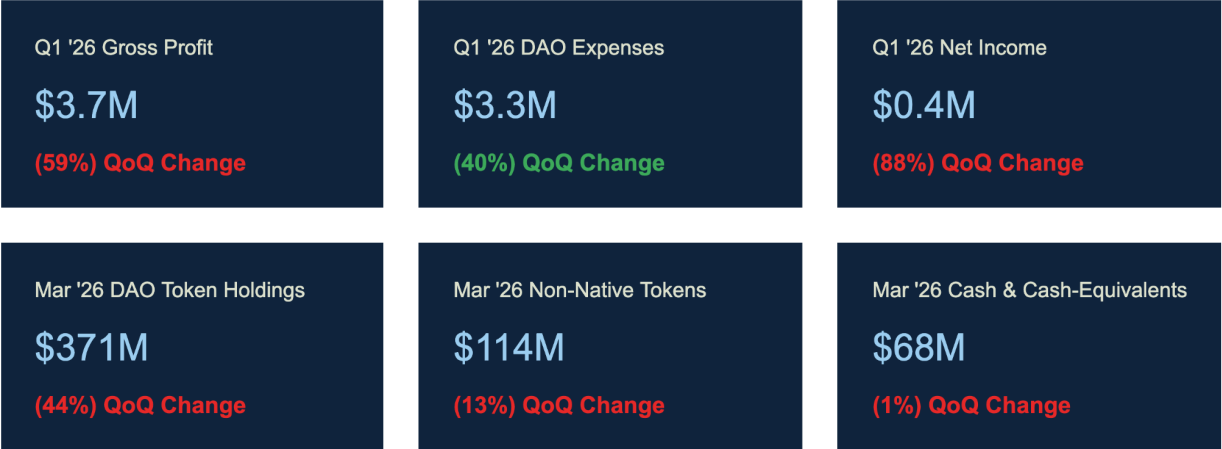 Q1 '26 Gross Profit
$3.7M
(59%) QoQ Change
Q1 '26 DAO Expenses
$3.3M
(40%) QoQ Change
Q1 '26 Net Income
$0.4M
(88%) QoQ Change
Mar '26 DAO Token Holdings
$371M
(44%) QoQ Change
Mar '26 Non-Native Tokens
$114M
(13%) QoQ Change
Mar '26 Cash & Cash-Equivalents
$68M
(1%) QoQ Change